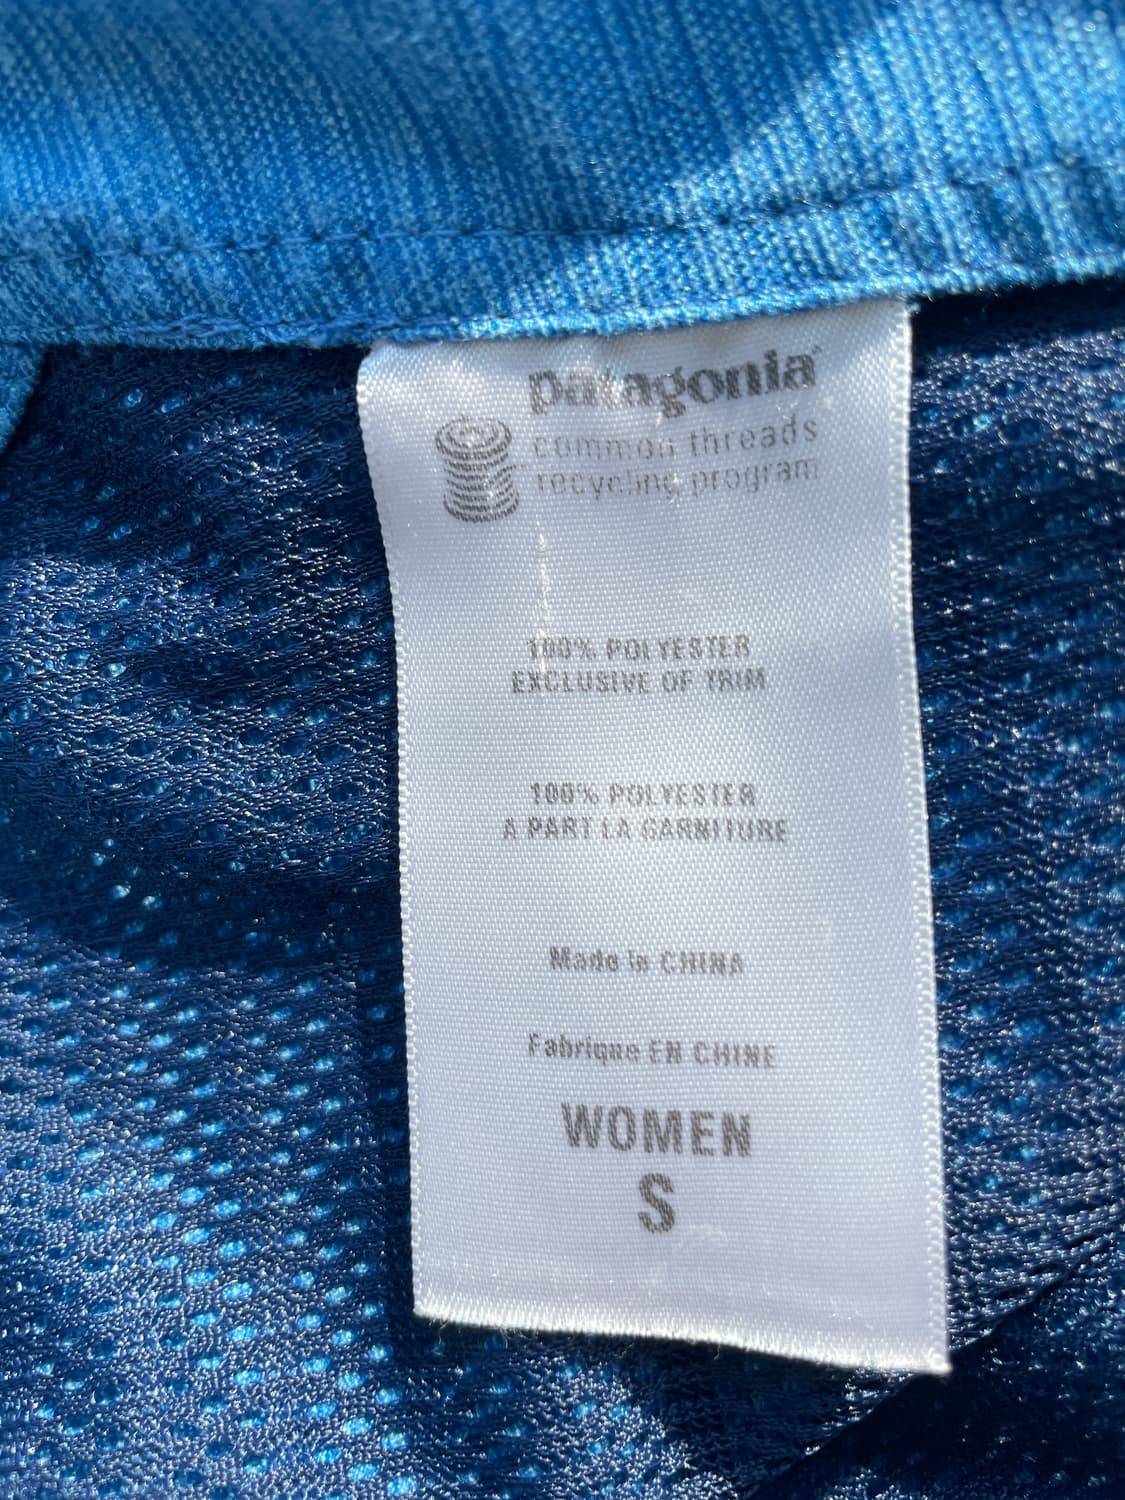 patagonia
common threads
recycling program
100% POLYESTER
EXCLUSIVE OF TRIM
100% POLYESTER
A PART LA GARNITURE
Made in CHINA
Fabriqué EN CHINE
WOMEN
S